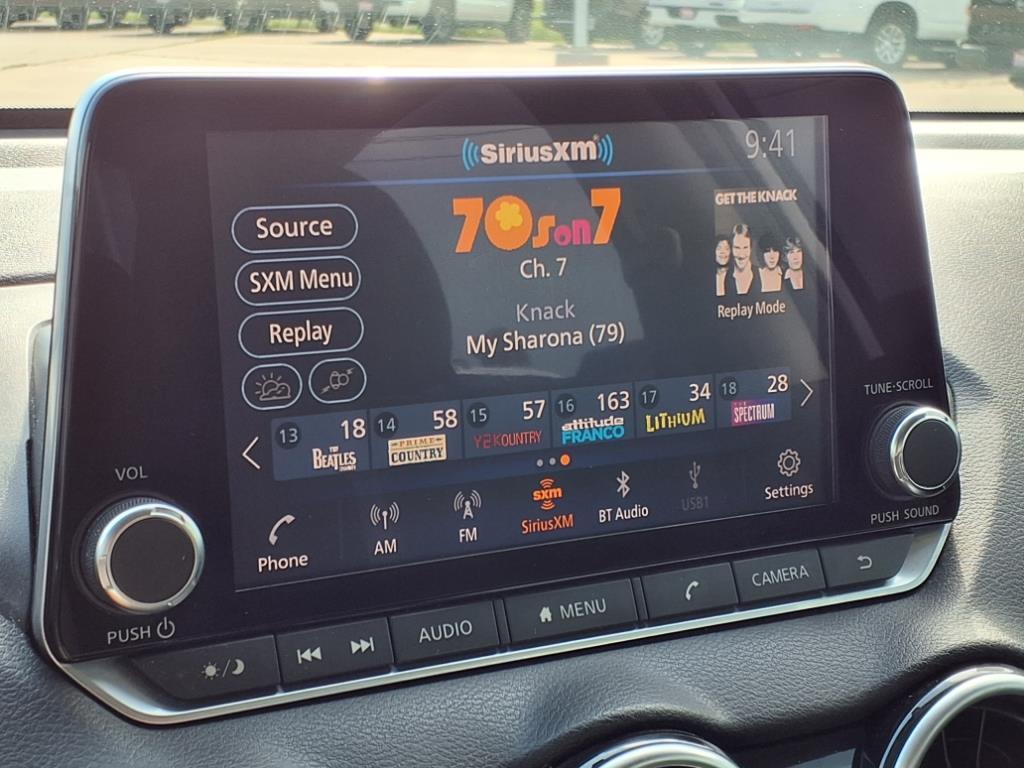 SiriusXM
9:41
Source
70s on 7
GET THE KNACK
SXM Menu
Ch. 7
Replay
Knack
Replay Mode
My Sharona (79)
TUNE·SCROLL
13 18 14 58 15 57 16 163 17 34 18 28
THE BEATLES CHANNEL
PRIME COUNTRY
Y2KOUNTRY
attitude FRANCO
LiTHiUM
THE SPECTRUM
VOL
Phone
AM
FM
sxm
SiriusXM
BT Audio
USB1
Settings
PUSH SOUND
PUSH
AUDIO
MENU
CAMERA